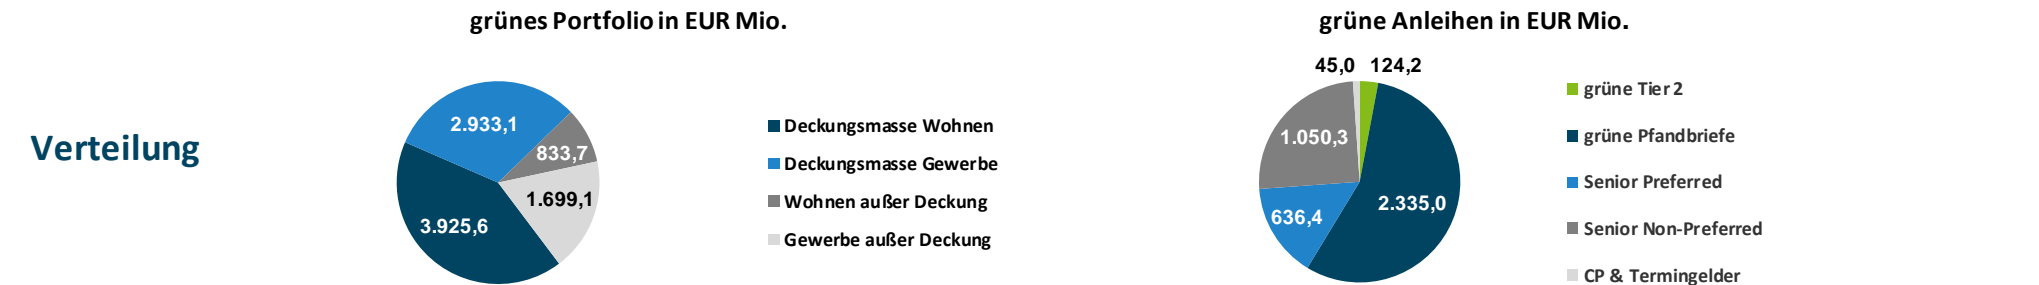 grünes Portfolio in EUR Mio.
grüne Anleihen in EUR Mio.
Verteilung
2.933,1
833,7
1.699,1
3.925,6
Deckungsmasse Wohnen
Deckungsmasse Gewerbe
Wohnen außer Deckung
Gewerbe außer Deckung
45,0
124,2
1.050,3
2.335,0
636,4
grüne Tier 2
grüne Pfandbriefe
Senior Preferred
Senior Non-Preferred
CP & Termingelder